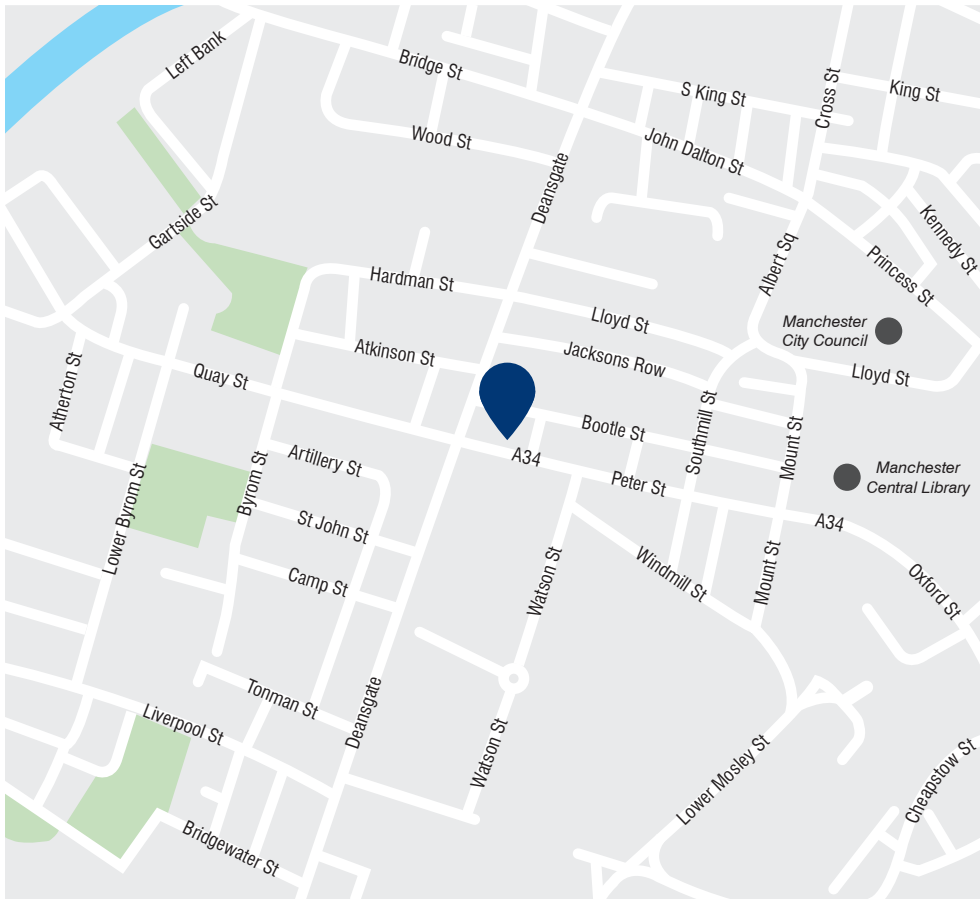 Left Bank
Bridge St
S King St
Cross St
King St
Wood St
John Dalton St
Deansgate
Gartside St
Kennedy St
Albert Sq
Princess St
Hardman St
Lloyd St
Manchester
City Council
Jacksons Row
Atkinson St
Lloyd St
Quay St
Atherton St
Southmill St
Bootle St
Mount St
A34
Artillery St
Peter St
Manchester
Central Library
Byrom St
Lower Byrom St
St John St
A34
Camp St
Watson St
Windmill St
Mount St
Oxford St
Tonman St
Deansgate
Liverpool St
Watson St
Lower Mosley St
Cheapstow St
Bridgewater St